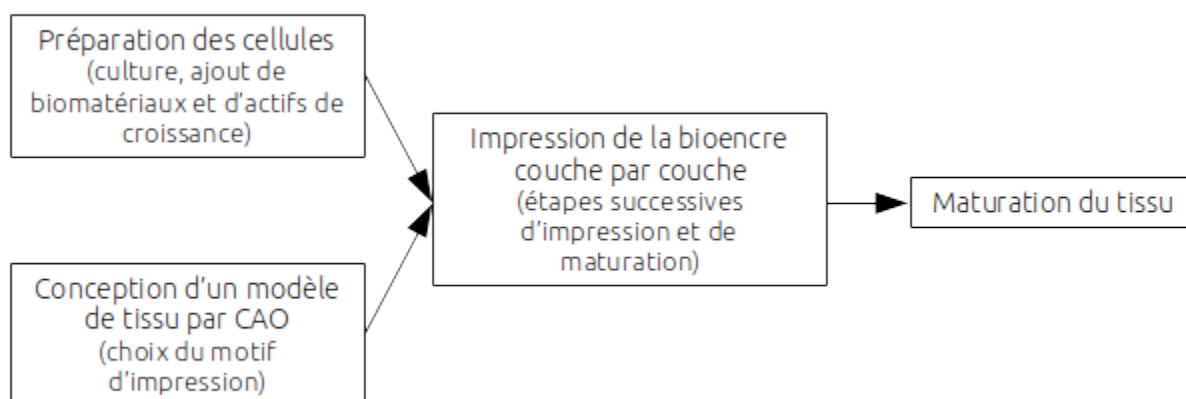 Préparation des cellules
(culture, ajout de
biomatériaux et d'actifs de
croissance)
Conception d'un modèle
de tissu par CAO
(choix du motif
d'impression)
Impression de la bioencre
couche par couche
(étapes successives
d'impression et de
maturation)
Maturation du tissu